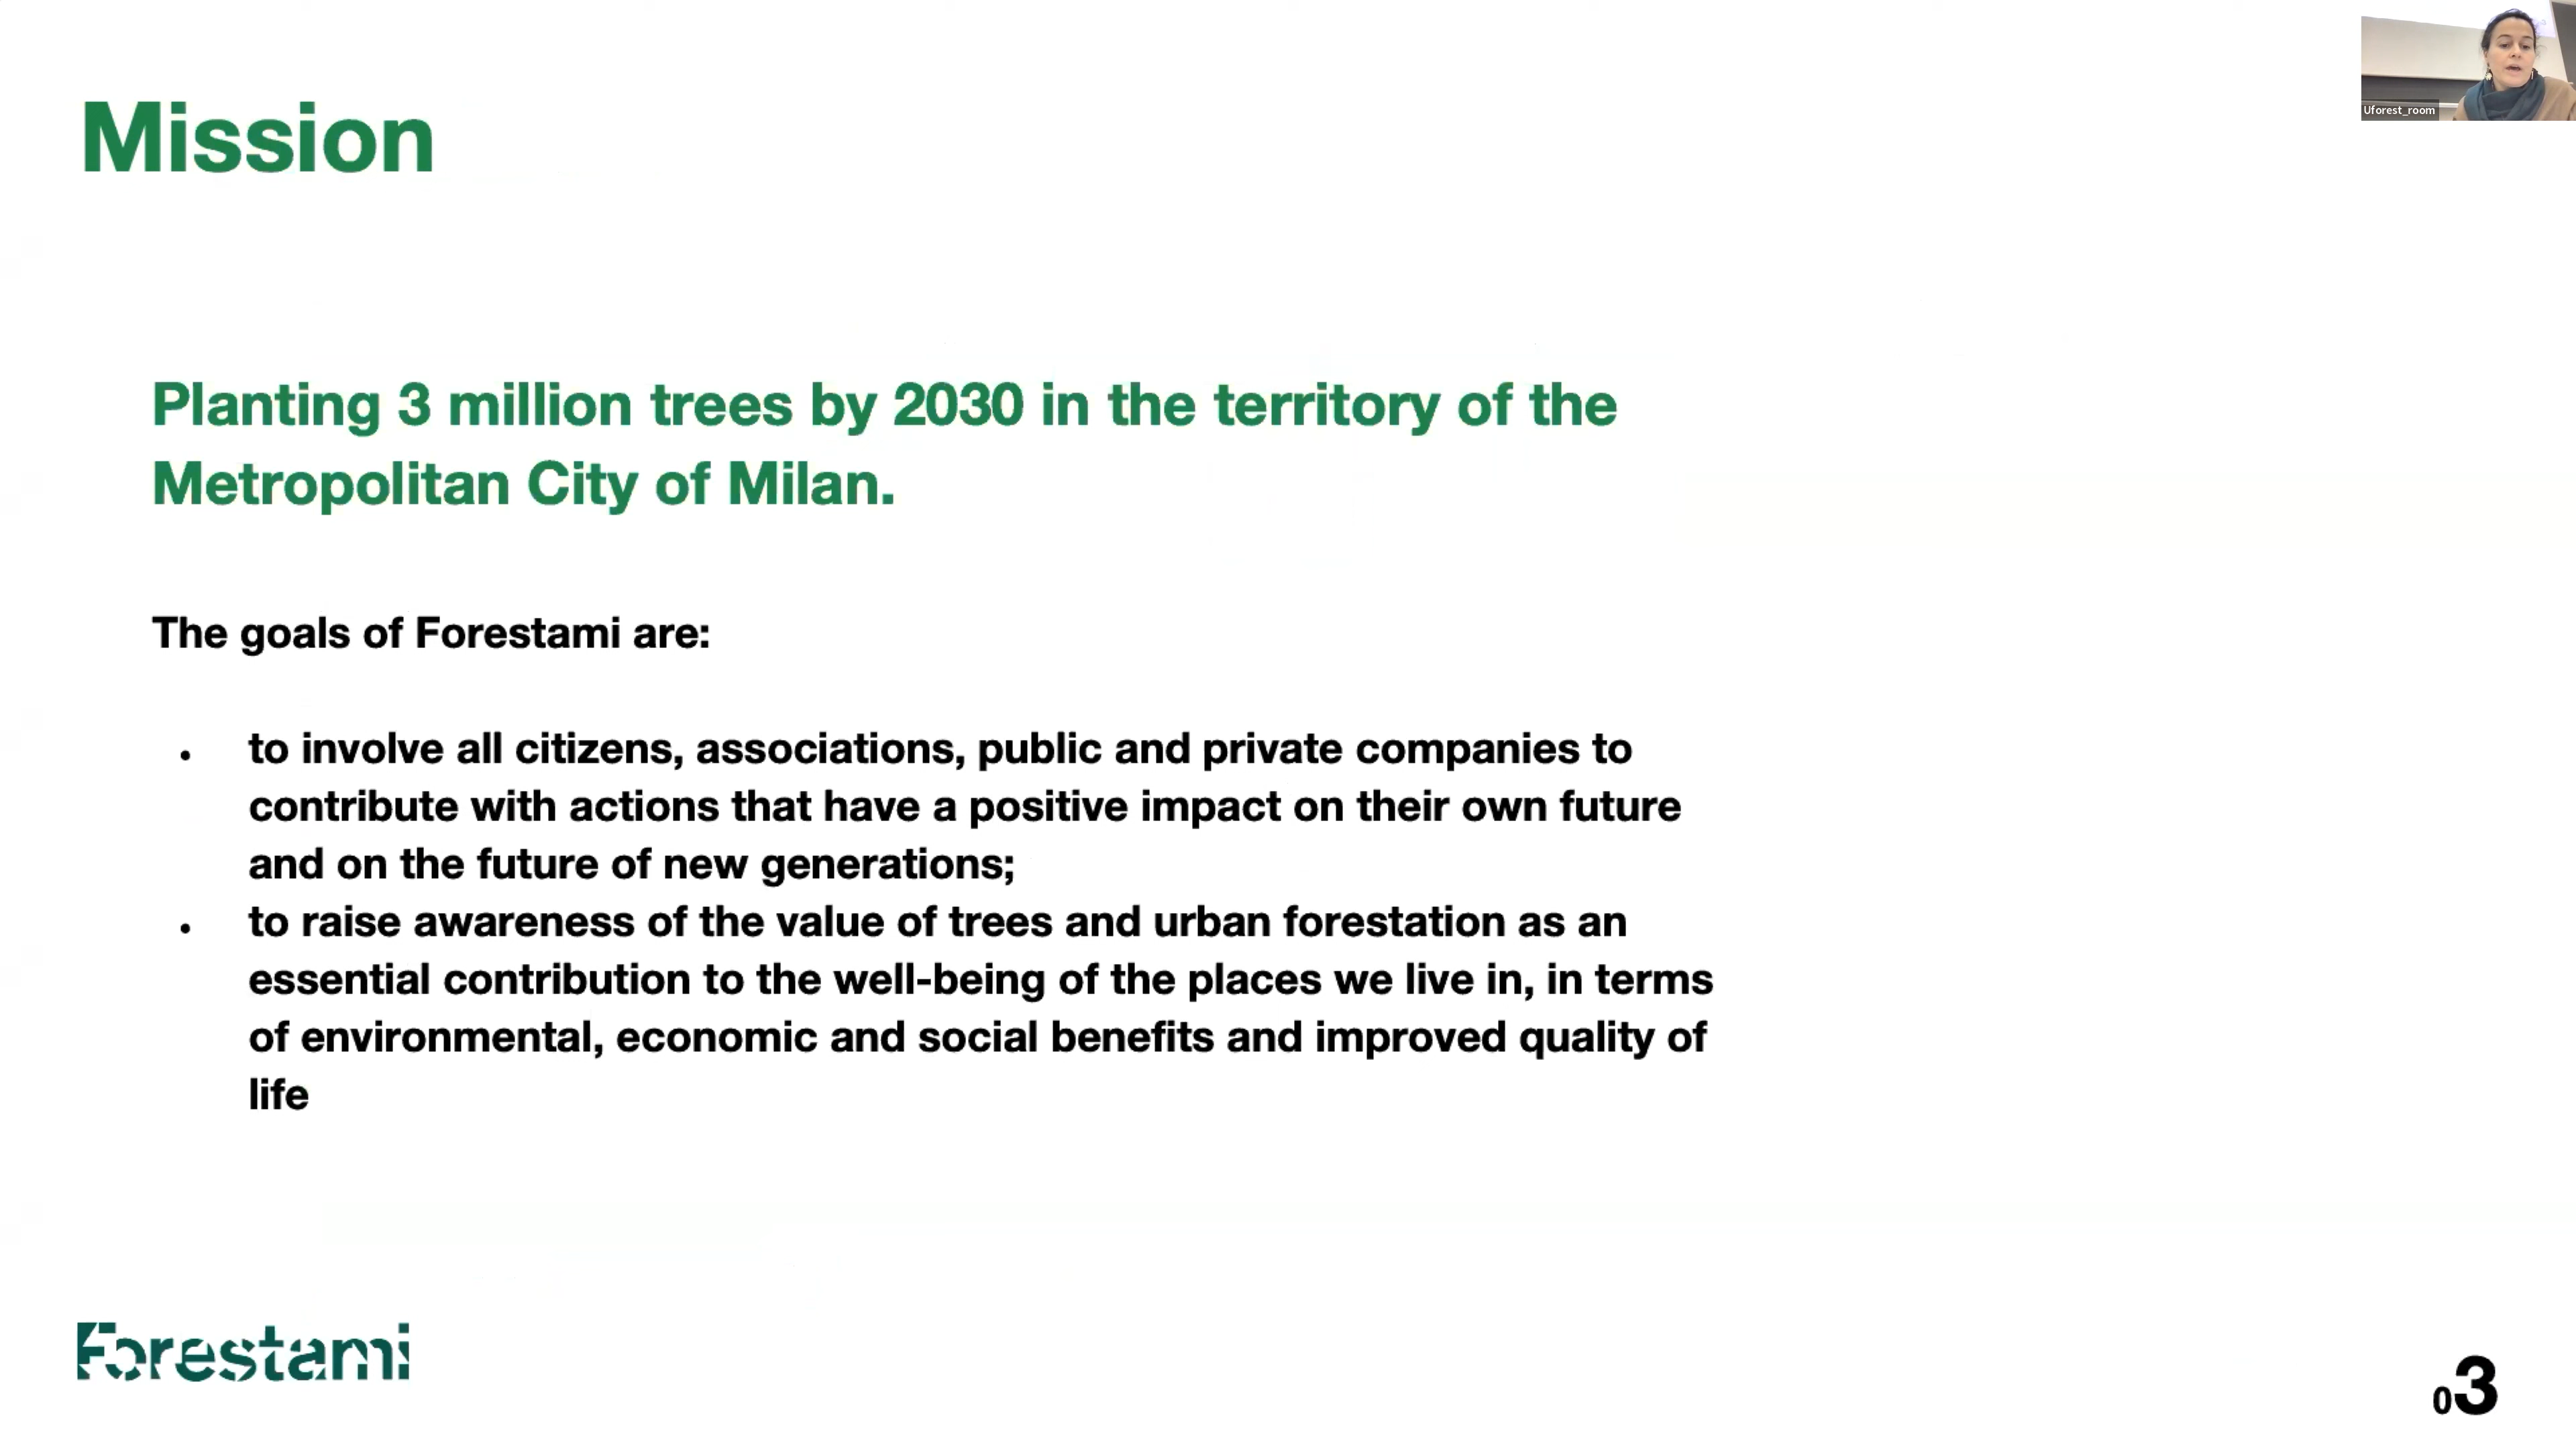 Mission
Uforest_room
Planting 3 million trees by 2030 in the territory of the
Metropolitan City of Milan.
The goals of Forestami are:
• to involve all citizens, associations, public and private companies to
contribute with actions that have a positive impact on their own future
and on the future of new generations;
• to raise awareness of the value of trees and urban forestation as an
essential contribution to the well-being of the places we live in, in terms
of environmental, economic and social benefits and improved quality of
life
Forestami
03